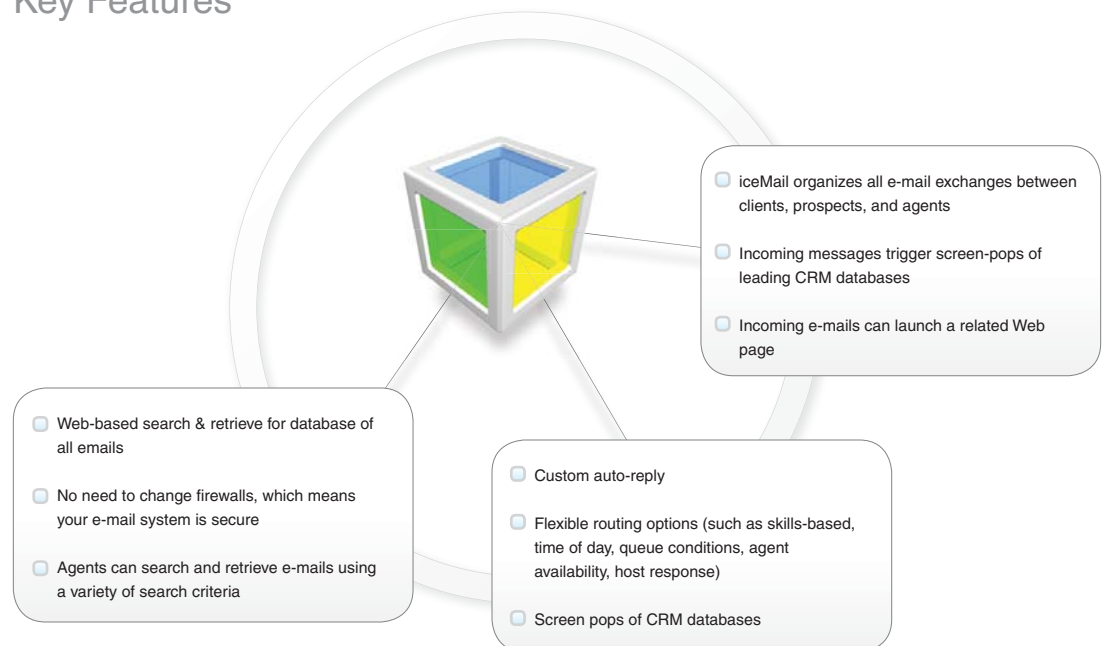 Key Features
iceMail organizes all e-mail exchanges between
clients, prospects, and agents
Incoming messages trigger screen-pops of
leading CRM databases
Incoming e-mails can launch a related Web
page
Web-based search & retrieve for database of
all emails
No need to change firewalls, which means
your e-mail system is secure
Agents can search and retrieve e-mails using
a variety of search criteria
Custom auto-reply
Flexible routing options (such as skills-based,
time of day, queue conditions, agent
availability, host response)
Screen pops of CRM databases